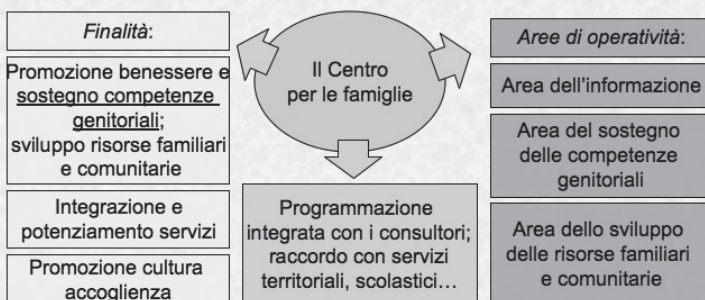 Finalità:
Promozione benessere e
sostegno competenze
genitoriali;
sviluppo risorse familiari
e comunitarie
Integrazione e
potenziamento servizi
Promozione cultura
accoglienza
Il Centro
per le famiglie
Programmazione
integrata con i consultori;
raccordo con servizi
territoriali, scolastici…
Aree di operatività:
Area dell’informazione
Area del sostegno
delle competenze
genitoriali
Area dello sviluppo
delle risorse familiari
e comunitarie